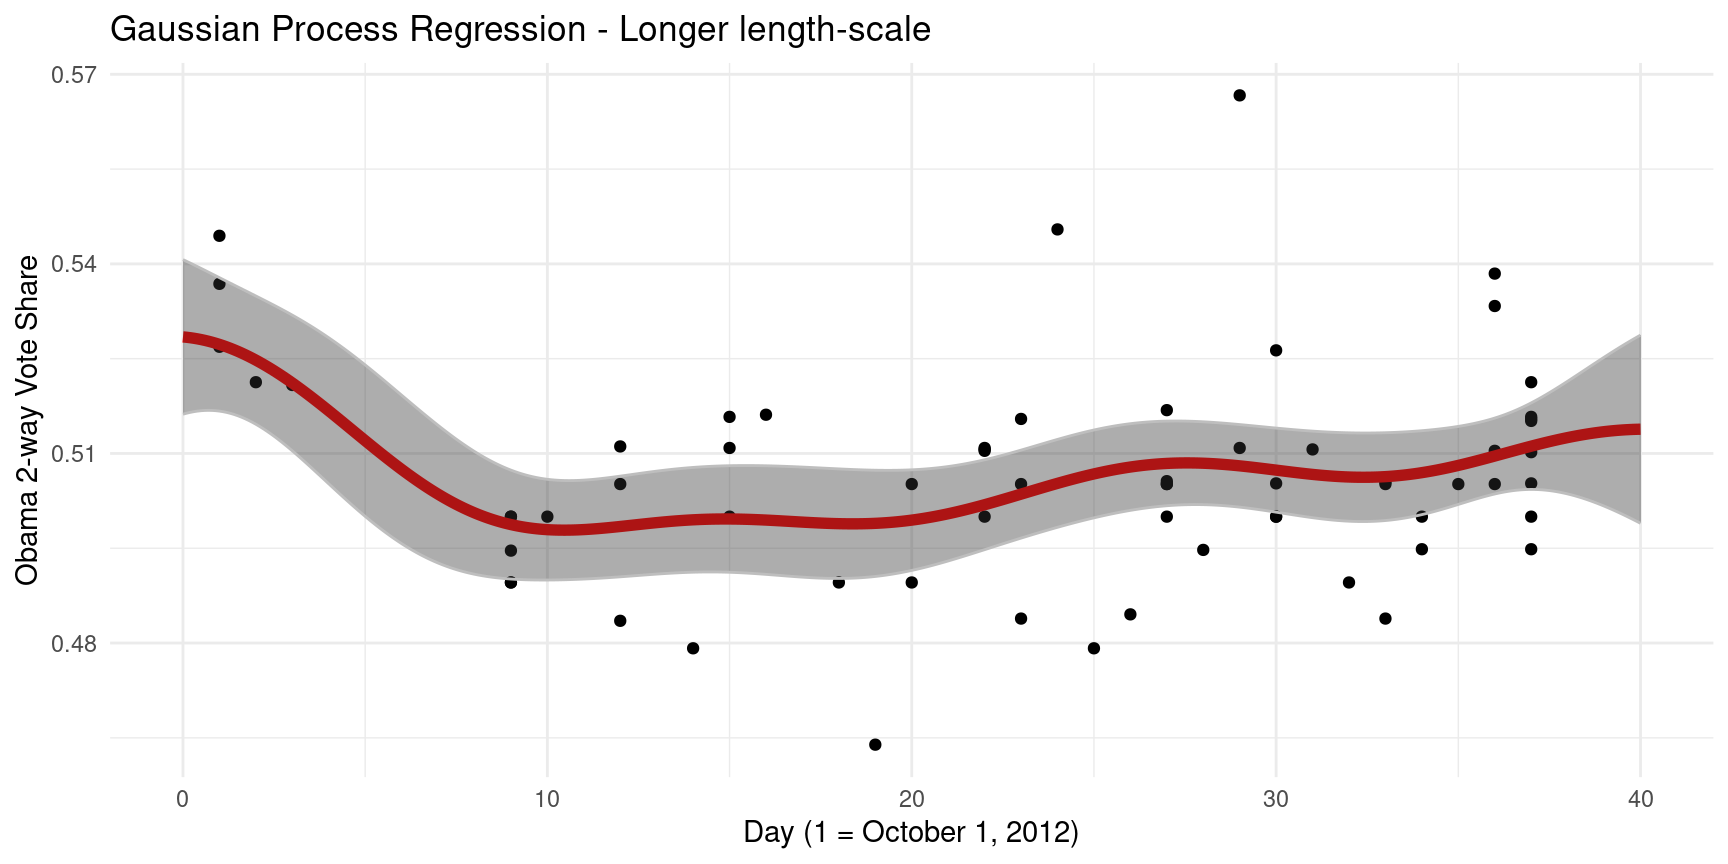 Gaussian Process Regression - Longer length-scale
0.57
0.54
0.51
0.48
Obama 2-way Vote Share
0 10 20 30 40
Day (1 = October 1, 2012)